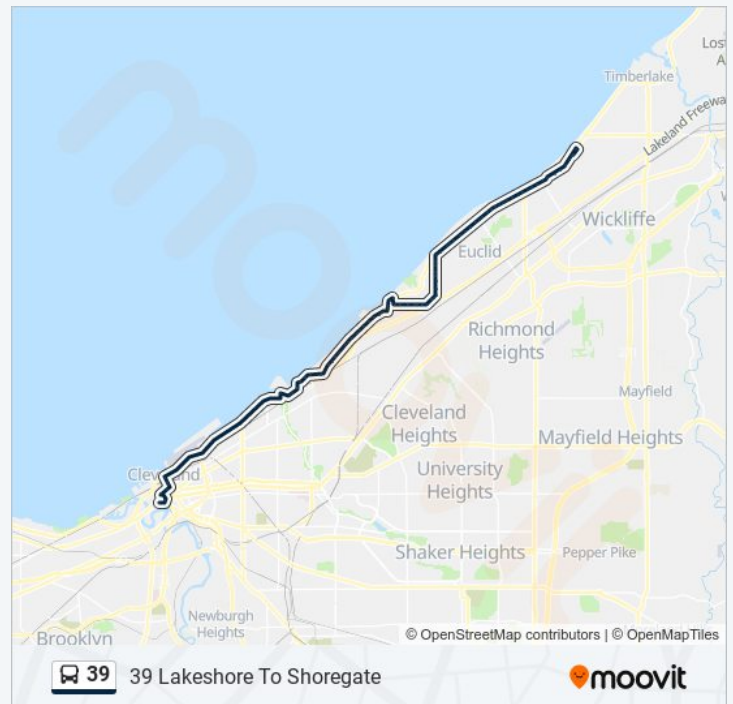 Los
A
Timberlake
Lakeland Freeway
Wickliffe
Euclid
Richmond
Heights
Mayfield
Cleveland
Heights
Mayfield Heights
University
Heights
Cleveland
Shaker Heights
Pepper Pike
Newburgh
Heights
Brooklyn
© OpenStreetMap contributors | © OpenMapTiles
39
39 Lakeshore To Shoregate
moovit